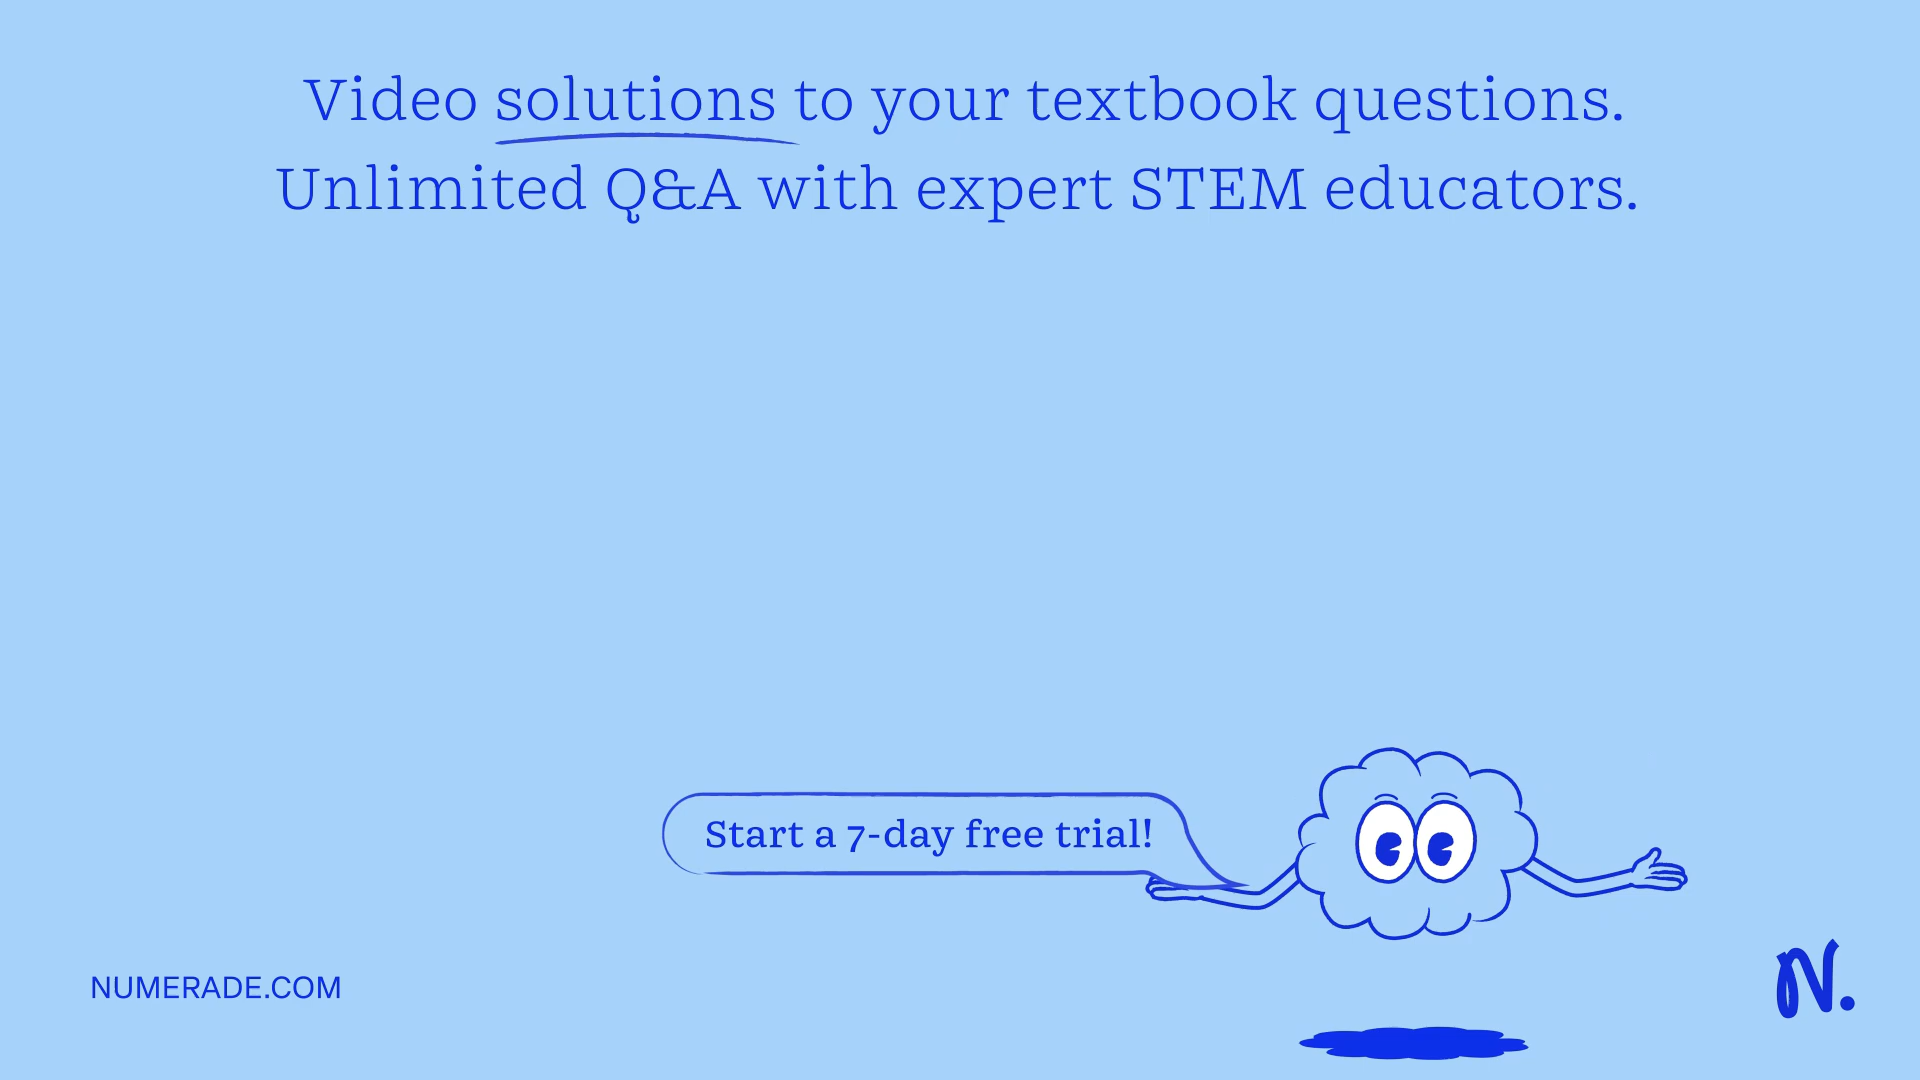 Video solutions to your textbook questions.
Unlimited Q&A with expert STEM educators.
Start a 7-day free trial!
NUMERADE.COM
N.